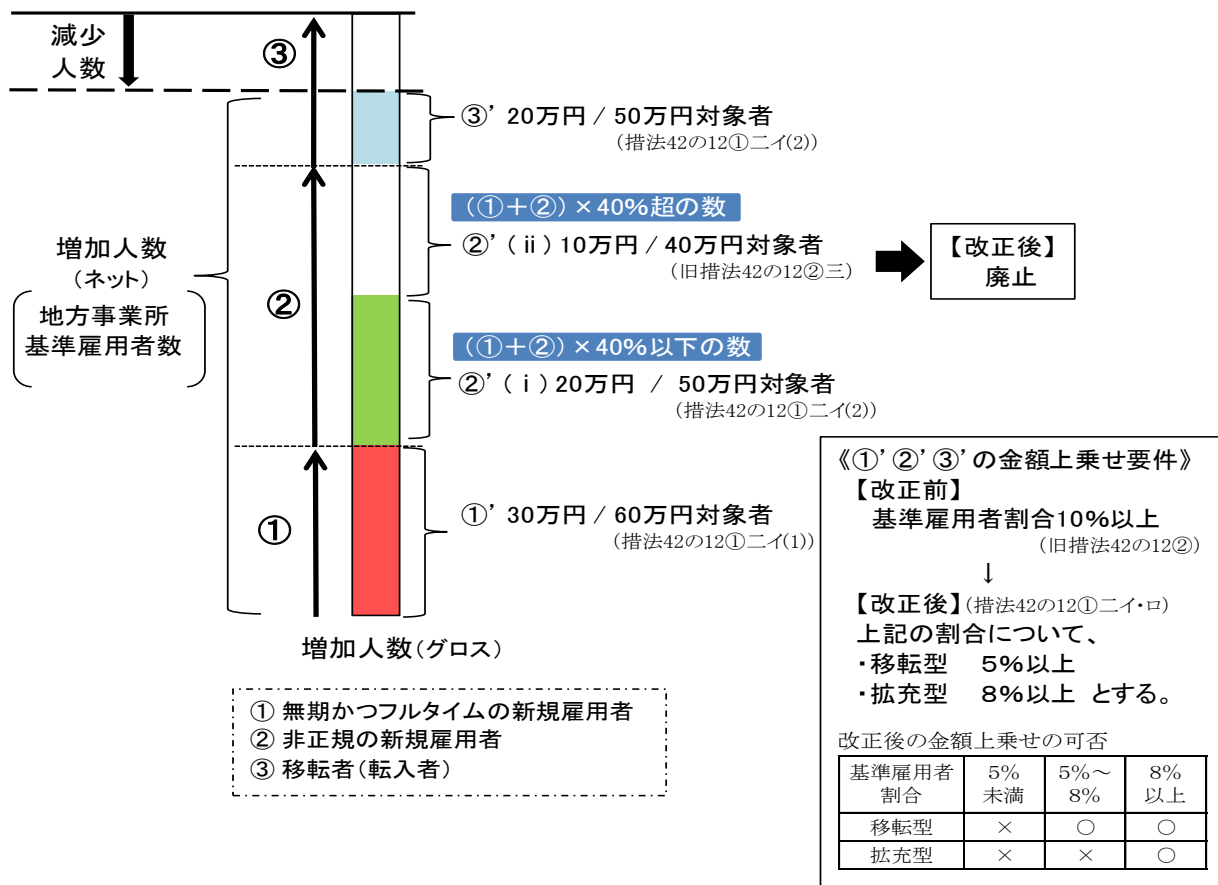 減少
人数
③
③’ 20万円 / 50万円対象者
(措法42の12①二イ(2))
(①+②)×40%超の数
②’(ⅱ)10万円 / 40万円対象者
(旧措法42の12②三)
【改正後】
廃止
増加人数
(ネット)
地方事業所
基準雇用者数
②
(①+②)×40%以下の数
②’(ⅰ)20万円 / 50万円対象者
(措法42の12①二イ(2))
①
①’ 30万円 / 60万円対象者
(措法42の12①二イ(1))
増加人数(グロス)
① 無期かつフルタイムの新規雇用者
② 非正規の新規雇用者
③ 移転者(転入者)
《①’②’③’の金額上乗せ要件》
【改正前】
基準雇用者割合10%以上
(旧措法42の12②)
↓
【改正後】(措法42の12①二イ・ロ)
上記の割合について、
・移転型 5%以上
・拡充型 8%以上 とする。
改正後の金額上乗せの可否
基準雇用者割合 5%未満 5%~8% 8%以上
移転型 × ○ ○
拡充型 × × ○